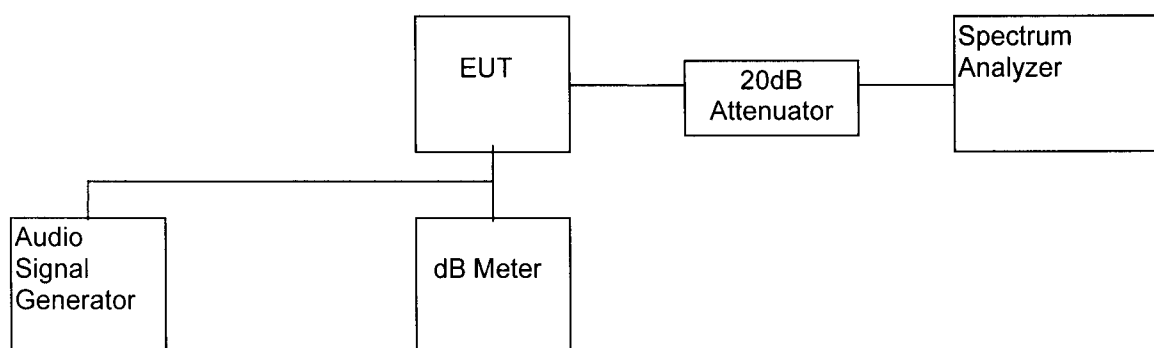 EUT
20dB
Attenuator
Spectrum
Analyzer
Audio
Signal
Generator
dB Meter